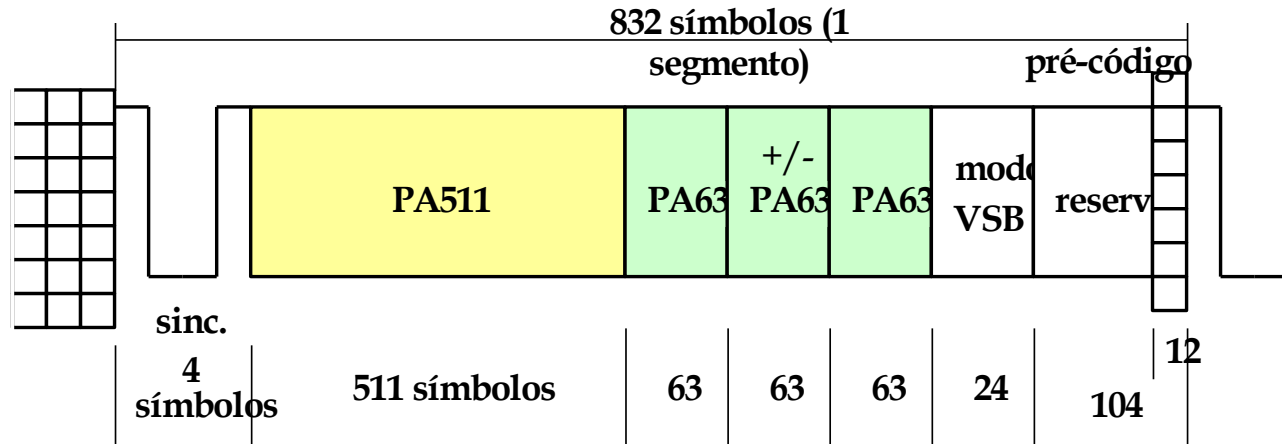 832 símbolos (1
segmento)
pré-código
PA511
PA63
+/-
PA63
PA63
modo
VSB
reserv
sinc.
4
símbolos
511 símbolos
63
63
63
24
104
12